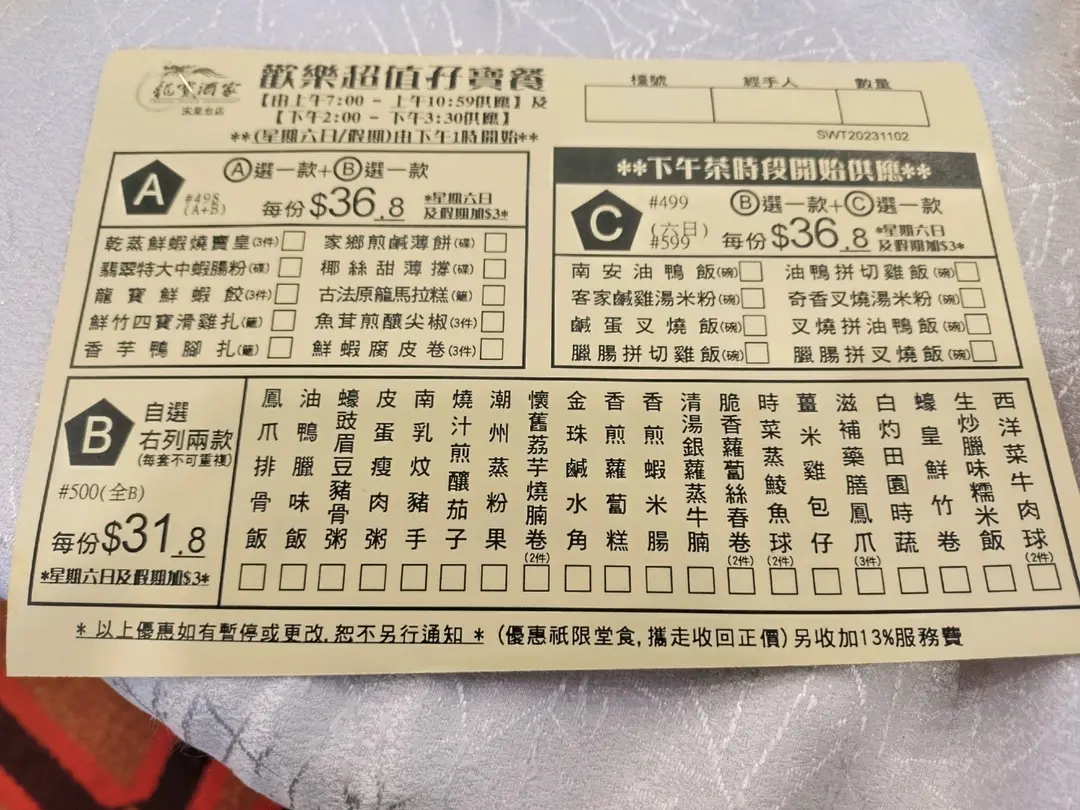 龍寶酒家
宋皇台店
歡樂超值孖寶餐
【由上午7:00 - 上午10:59供應】及
【下午2:00 - 下午3:30供應】
**(星期六日/假期)由下午1時開始**
檯號 經手人 數量
SWT20231102
A
#498
(A+B)
Ⓐ選一款+Ⓑ選一款
每份$36.8
*星期六日
及假期加$3*
乾蒸鮮蝦燒賣皇(3件)
翡翠特大中蝦腸粉(碟)
龍寶鮮蝦餃(3件)
鮮竹四寶滑雞扎(籠)
香芋鴨腳扎(籠)
家鄉煎鹹薄餅(碟)
椰絲甜薄撐(碟)
古法原籠馬拉糕(籠)
魚茸煎釀尖椒(3件)
鮮蝦腐皮卷(3件)
**下午茶時段開始供應**
C
#499
(六日)
#599
Ⓑ選一款+Ⓒ選一款
每份$36.8
*星期六日
及假期加$3*
南安油鴨飯(碗)
客家鹹雞湯米粉(碗)
鹹蛋叉燒飯(碗)
臘腸拼切雞飯(碗)
油鴨拼切雞飯(碗)
奇香叉燒湯米粉(碗)
叉燒拼油鴨飯(碗)
臘腸拼叉燒飯(碗)
B
自選
右列兩款
(每套不可重複)
#500(全B)
每份$31.8
*星期六日及假期加$3*
鳳爪排骨飯
油鴨臘味飯
蠔豉眉豆豬骨粥
皮蛋瘦肉粥
南乳炆豬手
燒汁煎釀茄子
潮州蒸粉果
懷舊荔芋燒腩卷(2件)
金珠鹹水角
香煎蘿蔔糕
香煎蝦米腸
清湯銀蘿蒸牛腩
脆香蘿蔔絲春卷(2件)
時菜蒸鯪魚球(2件)
薑米雞包仔
滋補藥膳鳳爪(3件)
白灼田園時蔬
蠔皇鮮竹卷
生炒臘味糯米飯
西洋菜牛肉球(2件)
* 以上優惠如有暫停或更改,恕不另行通知 * (優惠祇限堂食,攜走收回正價)另收加13%服務費